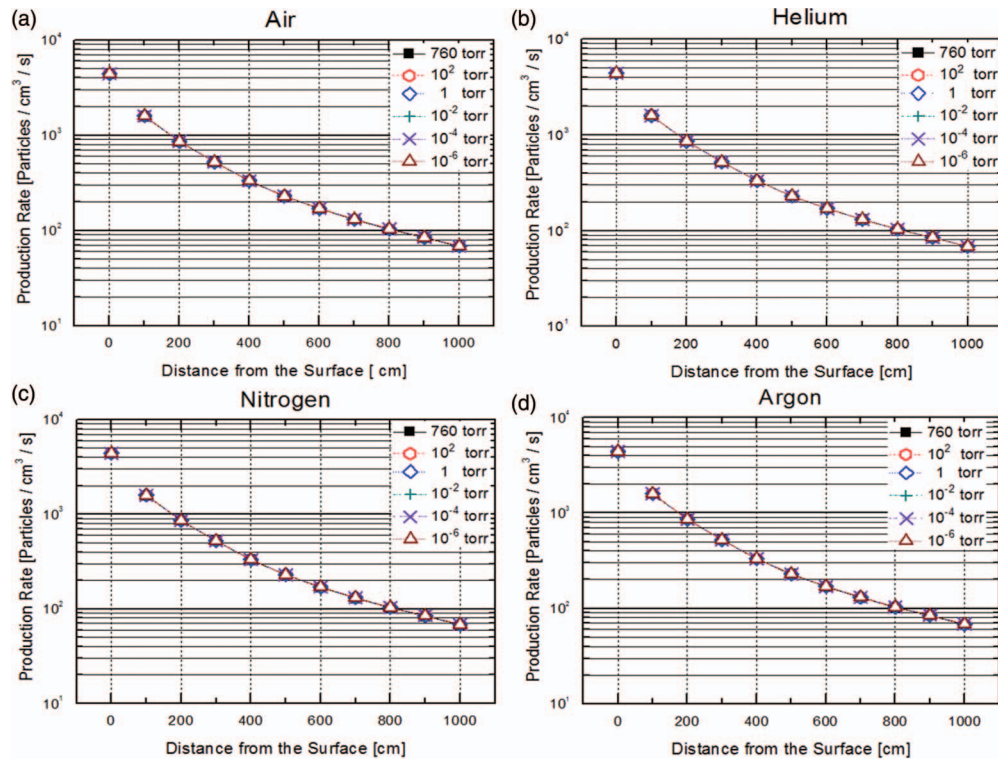 (a)
Air
Production Rate [Particles / cm³ / s]
10⁴
10³
10²
10¹
760 torr
10² torr
1 torr
10⁻² torr
10⁻⁴ torr
10⁻⁶ torr
0 200 400 600 800 1000
Distance from the Surface [ cm]
(b)
Helium
Production Rate [Particles / cm³ / s]
10⁴
10³
10²
10¹
760 torr
10² torr
1 torr
10⁻² torr
10⁻⁴ torr
10⁻⁶ torr
0 200 400 600 800 1000
Distance from the Surface [cm]
(c)
Nitrogen
Production Rate [Particles / cm³ / s]
10⁴
10³
10²
10¹
760 torr
10² torr
1 torr
10⁻² torr
10⁻⁴ torr
10⁻⁶ torr
0 200 400 600 800 1000
Distance from the Surface [cm]
(d)
Argon
Production Rate [Particles / cm³ / s]
10⁴
10³
10²
10¹
760 torr
10² torr
1 torr
10⁻² torr
10⁻⁴ torr
10⁻⁶ torr
0 200 400 600 800 1000
Distance from the Surface [cm]